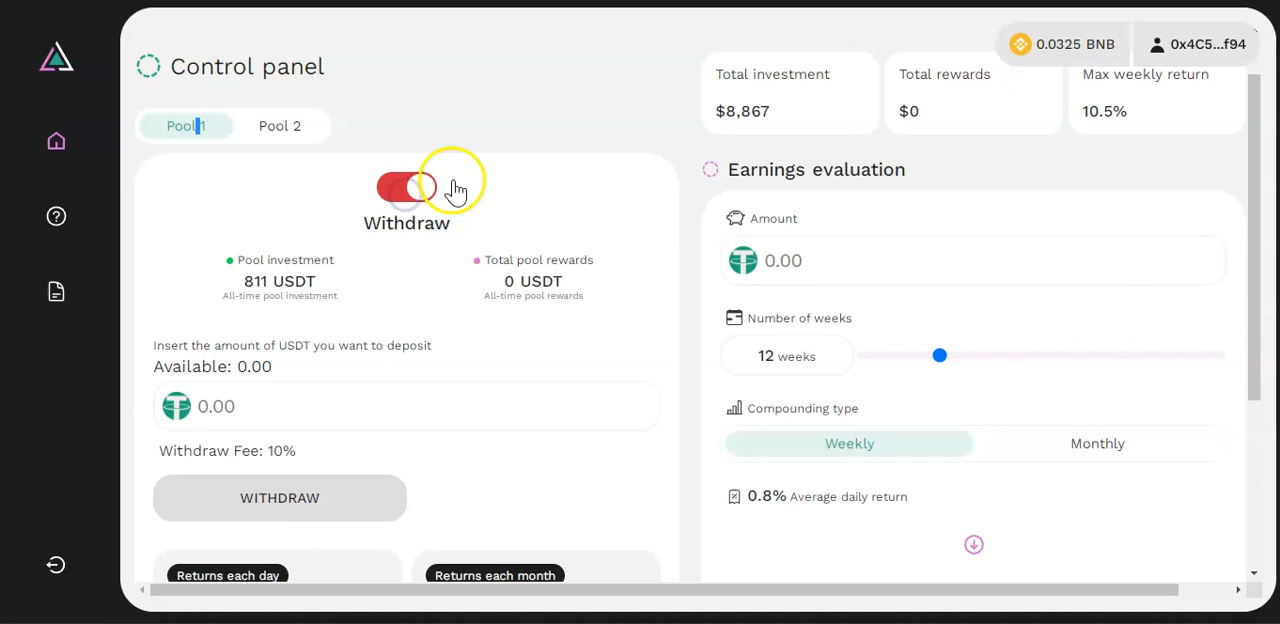 Control panel
0.0325 BNB
0x4C5...f94
Total investment
$8,867
Total rewards
$0
Max weekly return
10.5%
Pool 1
Pool 2
Withdraw
Pool investment
811 USDT
All-time pool investment
Total pool rewards
0 USDT
All-time pool rewards
Insert the amount of USDT you want to deposit
Available: 0.00
0.00
Withdraw Fee: 10%
WITHDRAW
Returns each day
Returns each month
Earnings evaluation
Amount
0.00
Number of weeks
12 weeks
Compounding type
Weekly
Monthly
0.8% Average daily return